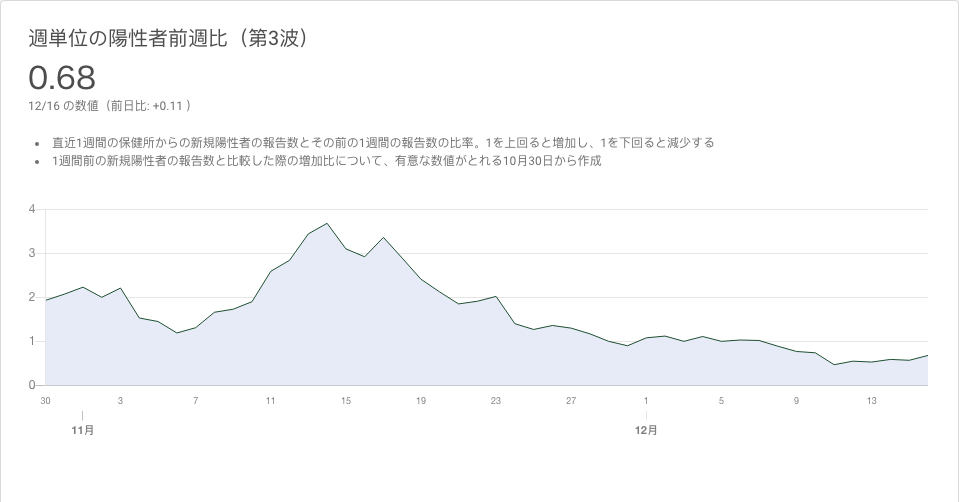 週単位の陽性者前週比（第3波）
0.68
12/16 の数値（前日比: +0.11 ）
• 直近1週間の保健所からの新規陽性者の報告数とその前の1週間の報告数の比率。1を上回ると増加し、1を下回ると減少する
• 1週間前の新規陽性者の報告数と比較した際の増加比について、有意な数値がとれる10月30日から作成
4
3
2
1
0
30 3 7 11 15 19 23 27 1 5 9 13
11月 12月